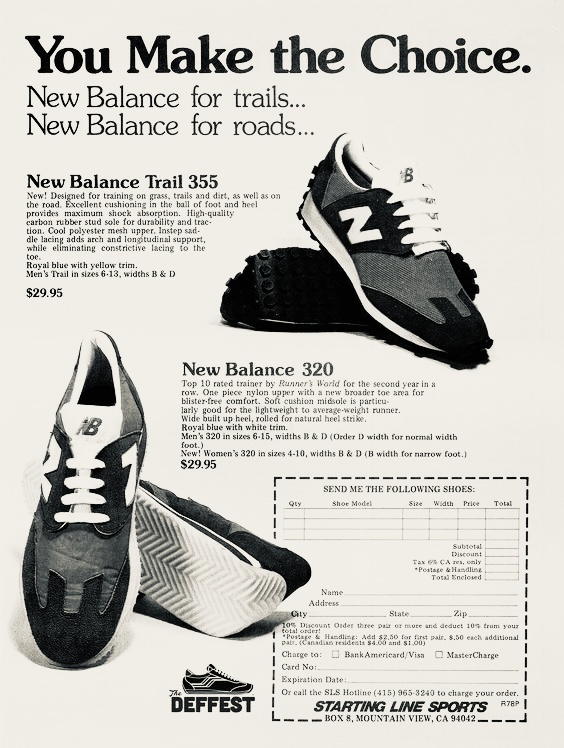 You Make the Choice.
New Balance for trails...
New Balance for roads...
New Balance Trail 355
New! Designed for training on grass, trails and dirt, as well as on
the road. Excellent cushioning in the ball of foot and heel
provides maximum shock absorption. High-quality
carbon rubber stud sole for durability and trac-
tion. Cool polyester mesh upper. Instep sad-
dle lacing adds arch and longitudinal support,
while eliminating constrictive lacing to the
toe.
Royal blue with yellow trim.
Men's Trail in sizes 6-13, widths B & D
$29.95
NB
N
New Balance 320
Top 10 rated trainer by Runner's World for the second year in a
row. One piece nylon upper with a new broader toe area for
blister-free comfort. Soft cushion midsole is particu-
larly good for the lightweight to average-weight runner.
Wide built up heel, rolled for natural heel strike.
Royal blue with white trim.
Men's 320 in sizes 6-15, widths B & D (Order D width for normal width
foot.)
New! Women's 320 in sizes 4-10, widths B & D (B width for narrow foot.)
$29.95
NB
SEND ME THE FOLLOWING SHOES:
Qty Shoe Model Size Width Price Total
Subtotal
Discount
Tax 6% CA res. only
*Postage & Handling
Total Enclosed
Name
Address
City State Zip
10% Discount Order three pair or more and deduct 10% from your
total order!
*Postage & Handling: Add $2.50 for first pair, $.50 each additional
pair. (Canadian residents $4.00 and $1.00)
Charge to: BankAmericard/Visa MasterCharge
Card No:
Expiration Date:
Or call the SLS Hotline (415) 965-3240 to charge your order.
STARTING LINE SPORTS R78P
BOX 8, MOUNTAIN VIEW, CA 94042
The
DEFFEST